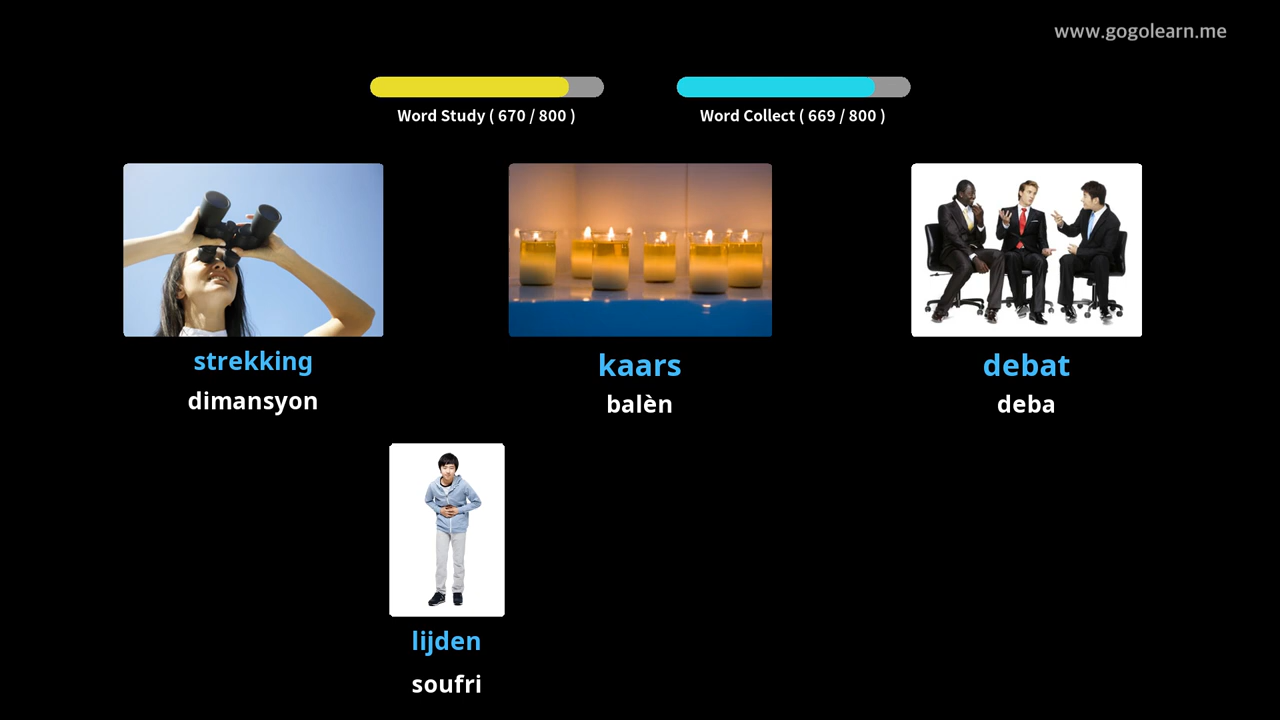 www.gogolearn.me
Word Study ( 670 / 800 )
Word Collect ( 669 / 800 )
strekking
dimansyon
kaars
balèn
debat
deba
lijden
soufri